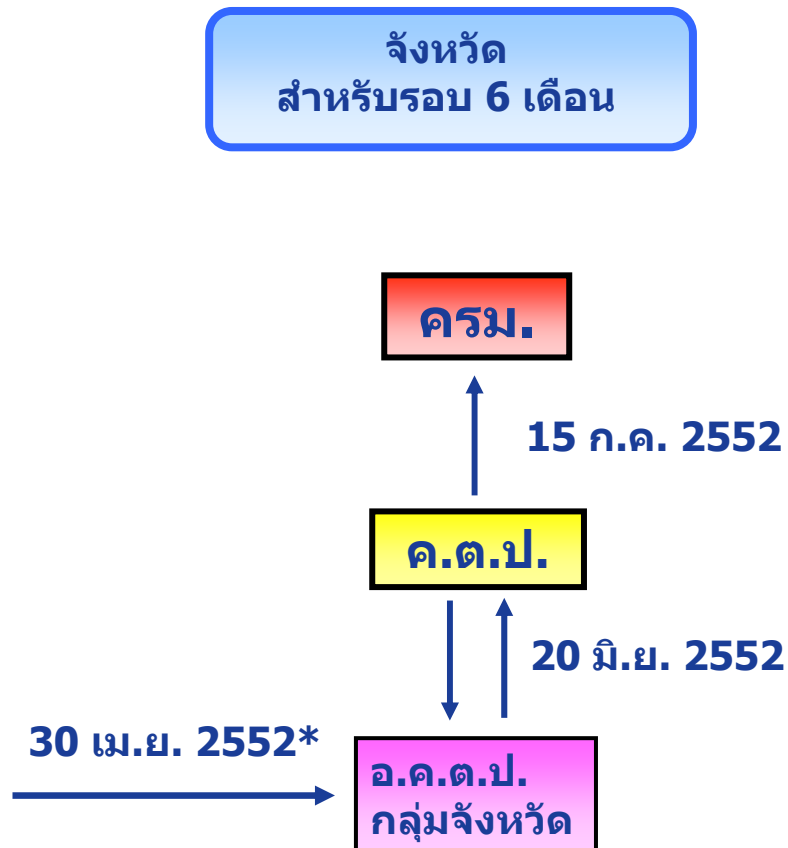 จังหวัด
สำหรับรอบ 6 เดือน
ครม.
15 ก.ค. 2552
ค.ต.ป.
20 มิ.ย. 2552
30 เม.ย. 2552*
อ.ค.ต.ป.
กลุ่มจังหวัด